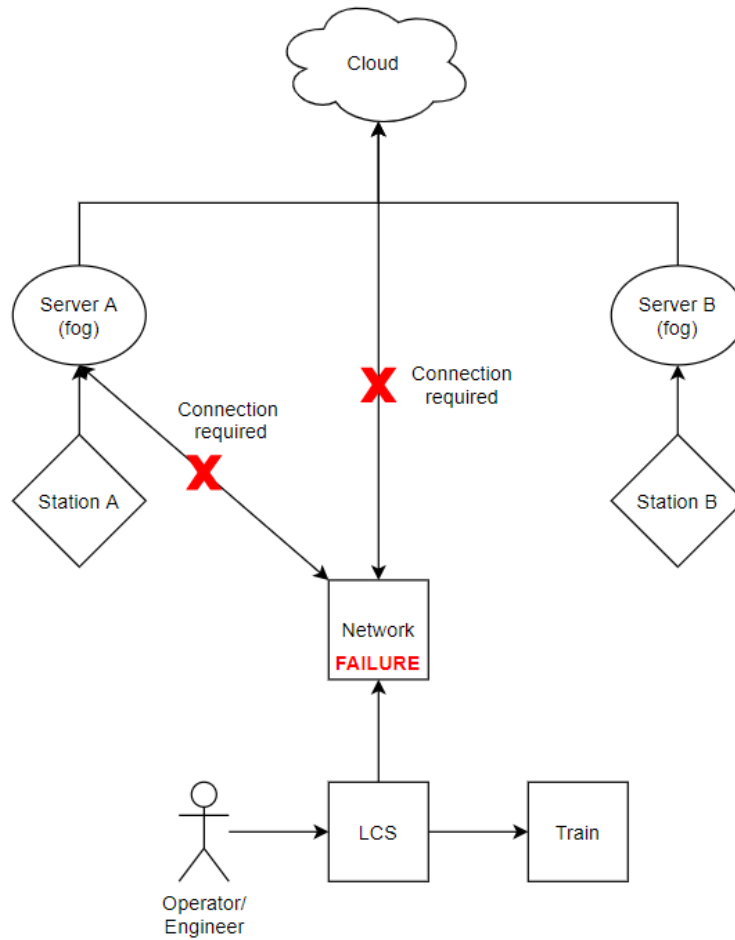 Cloud
Server A
(fog)
Server B
(fog)
Connection
required
Connection
required
Station A
Station B
Network
FAILURE
LCS
Train
Operator/
Engineer